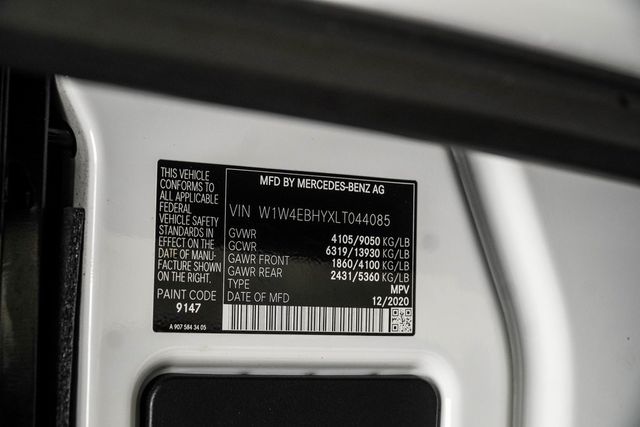 THIS VEHICLE
CONFORMS TO
ALL APPLICABLE
FEDERAL
VEHICLE SAFETY
STANDARDS IN
EFFECT ON THE
DATE OF MANU-
FACTURE SHOWN
ON THE RIGHT.
PAINT CODE
9147
A 907 584 34 05
MFD BY MERCEDES-BENZ AG
VIN W1W4EBHYXLT044085
GVWR 4105/9050 KG/LB
GCWR 6319/13930 KG/LB
GAWR FRONT 1860/4100 KG/LB
GAWR REAR 2431/5360 KG/LB
TYPE MPV
DATE OF MFD 12/2020